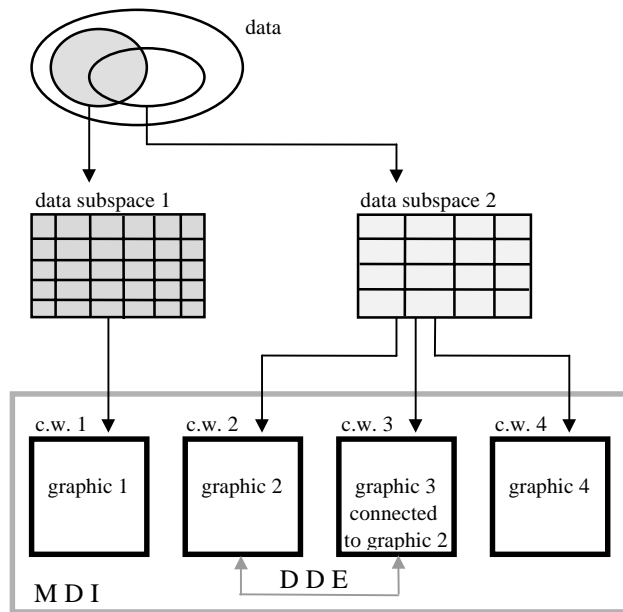 data
data subspace 1
data subspace 2
c.w. 1
c.w. 2
c.w. 3
c.w. 4
graphic 1
graphic 2
graphic 3
connected
to graphic 2
graphic 4
D D E
M D I